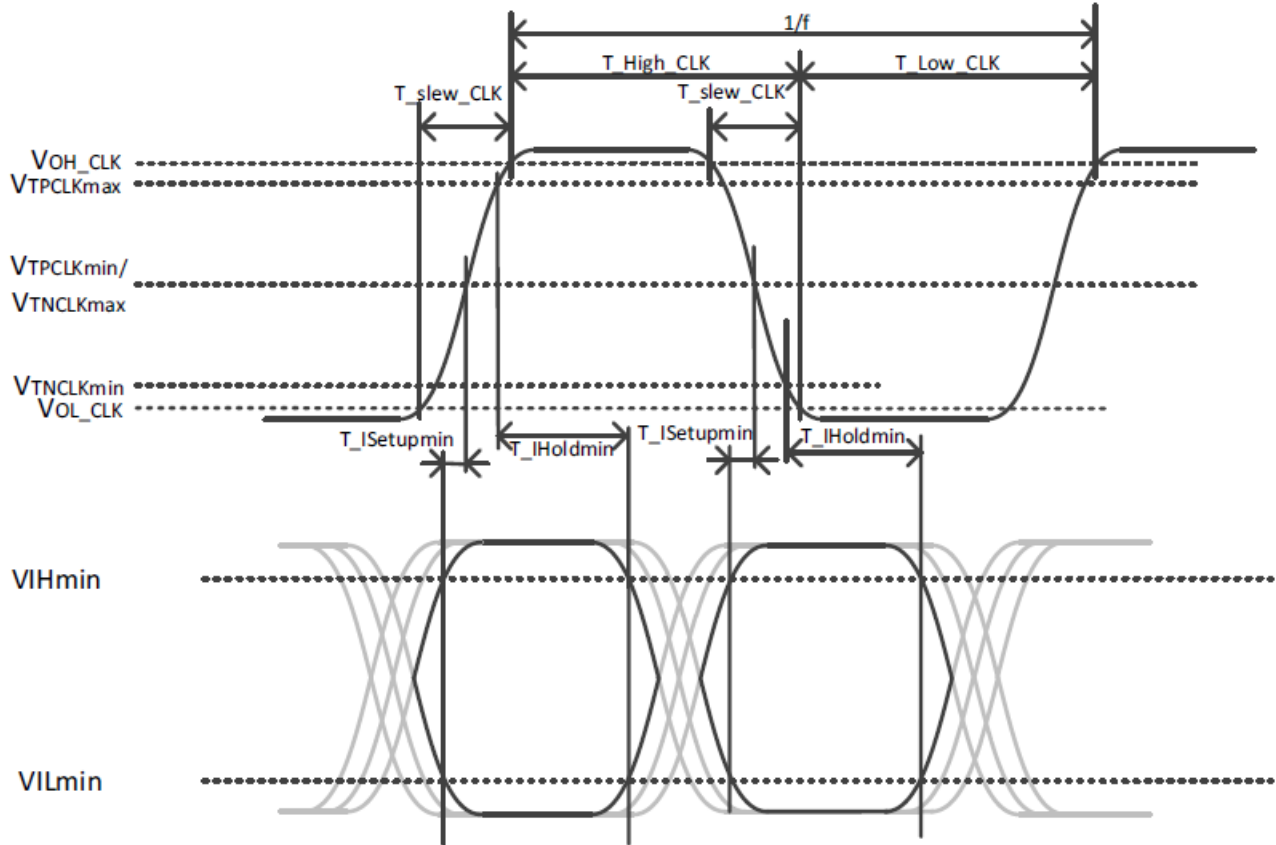 1/f
T_High_CLK
T_Low_CLK
T_slew_CLK
T_slew_CLK
VOH_CLK
VTPCLKmax
VTPCLKmin/
VTNCLKmax
VTNCLKmin
VOL_CLK
T_ISetupmin
T_IHoldmin
T_ISetupmin
T_IHoldmin
VIHmin
VILmin